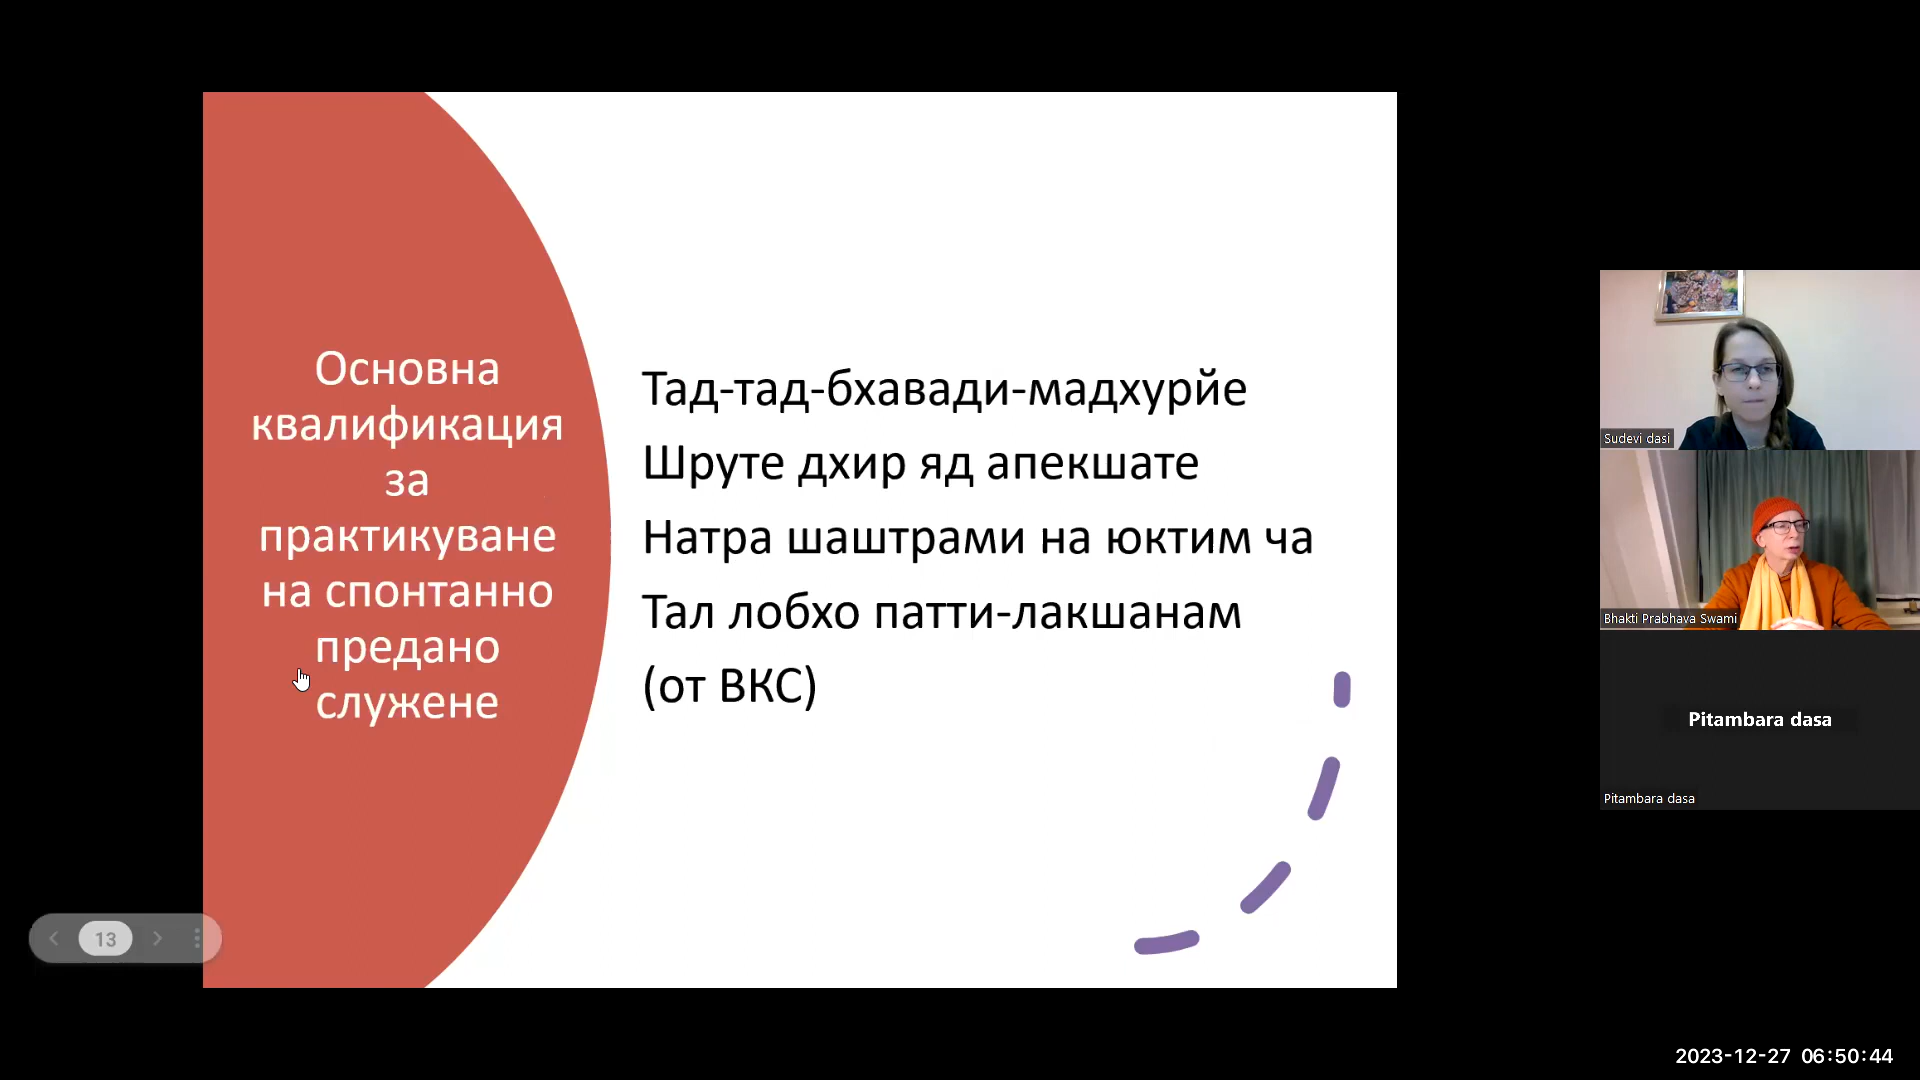 Основна
квалификация
за
практикуване
на спонтанно
предано
служене
Тад-тад-бхавади-мадхурйе
Шруте дхир яд апекшате
Натра шаштрами на юктим ча
Тал лобхо патти-лакшанам
(от ВКС)
13
Sudevi dasi
Bhakti Prabhava Swami
Pitambara dasa
Pitambara dasa
2023-12-27 06:50:44